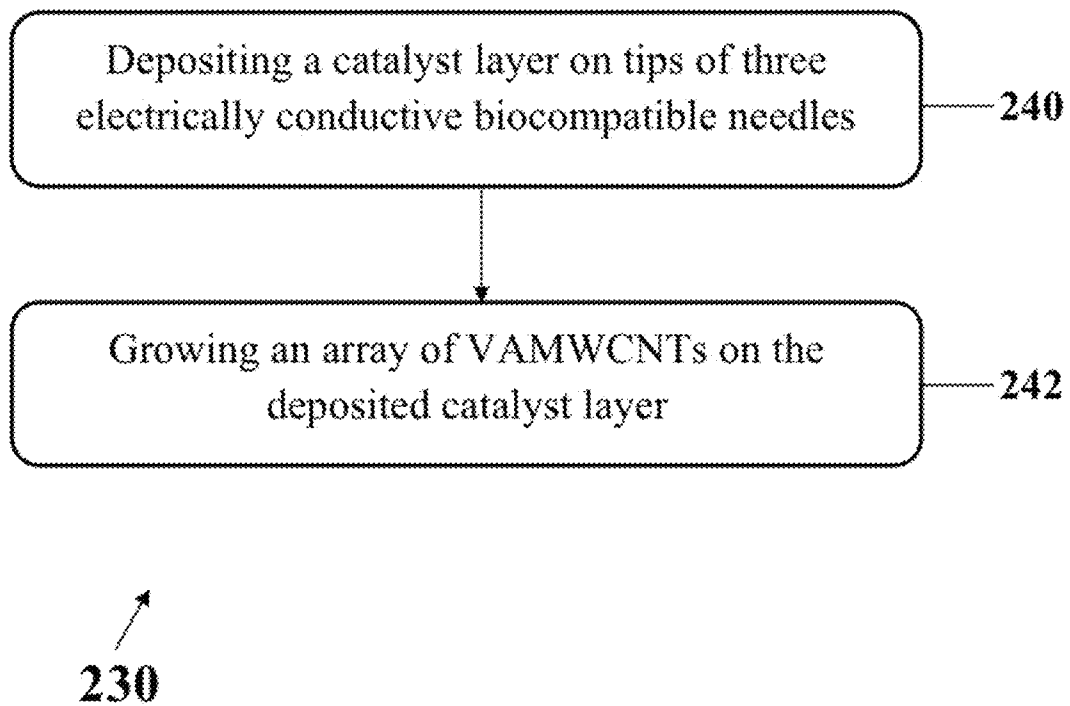 Depositing a catalyst layer on tips of three
electrically conductive biocompatible needles
240
Growing an array of VAMWCNTs on the
deposited catalyst layer
242
230